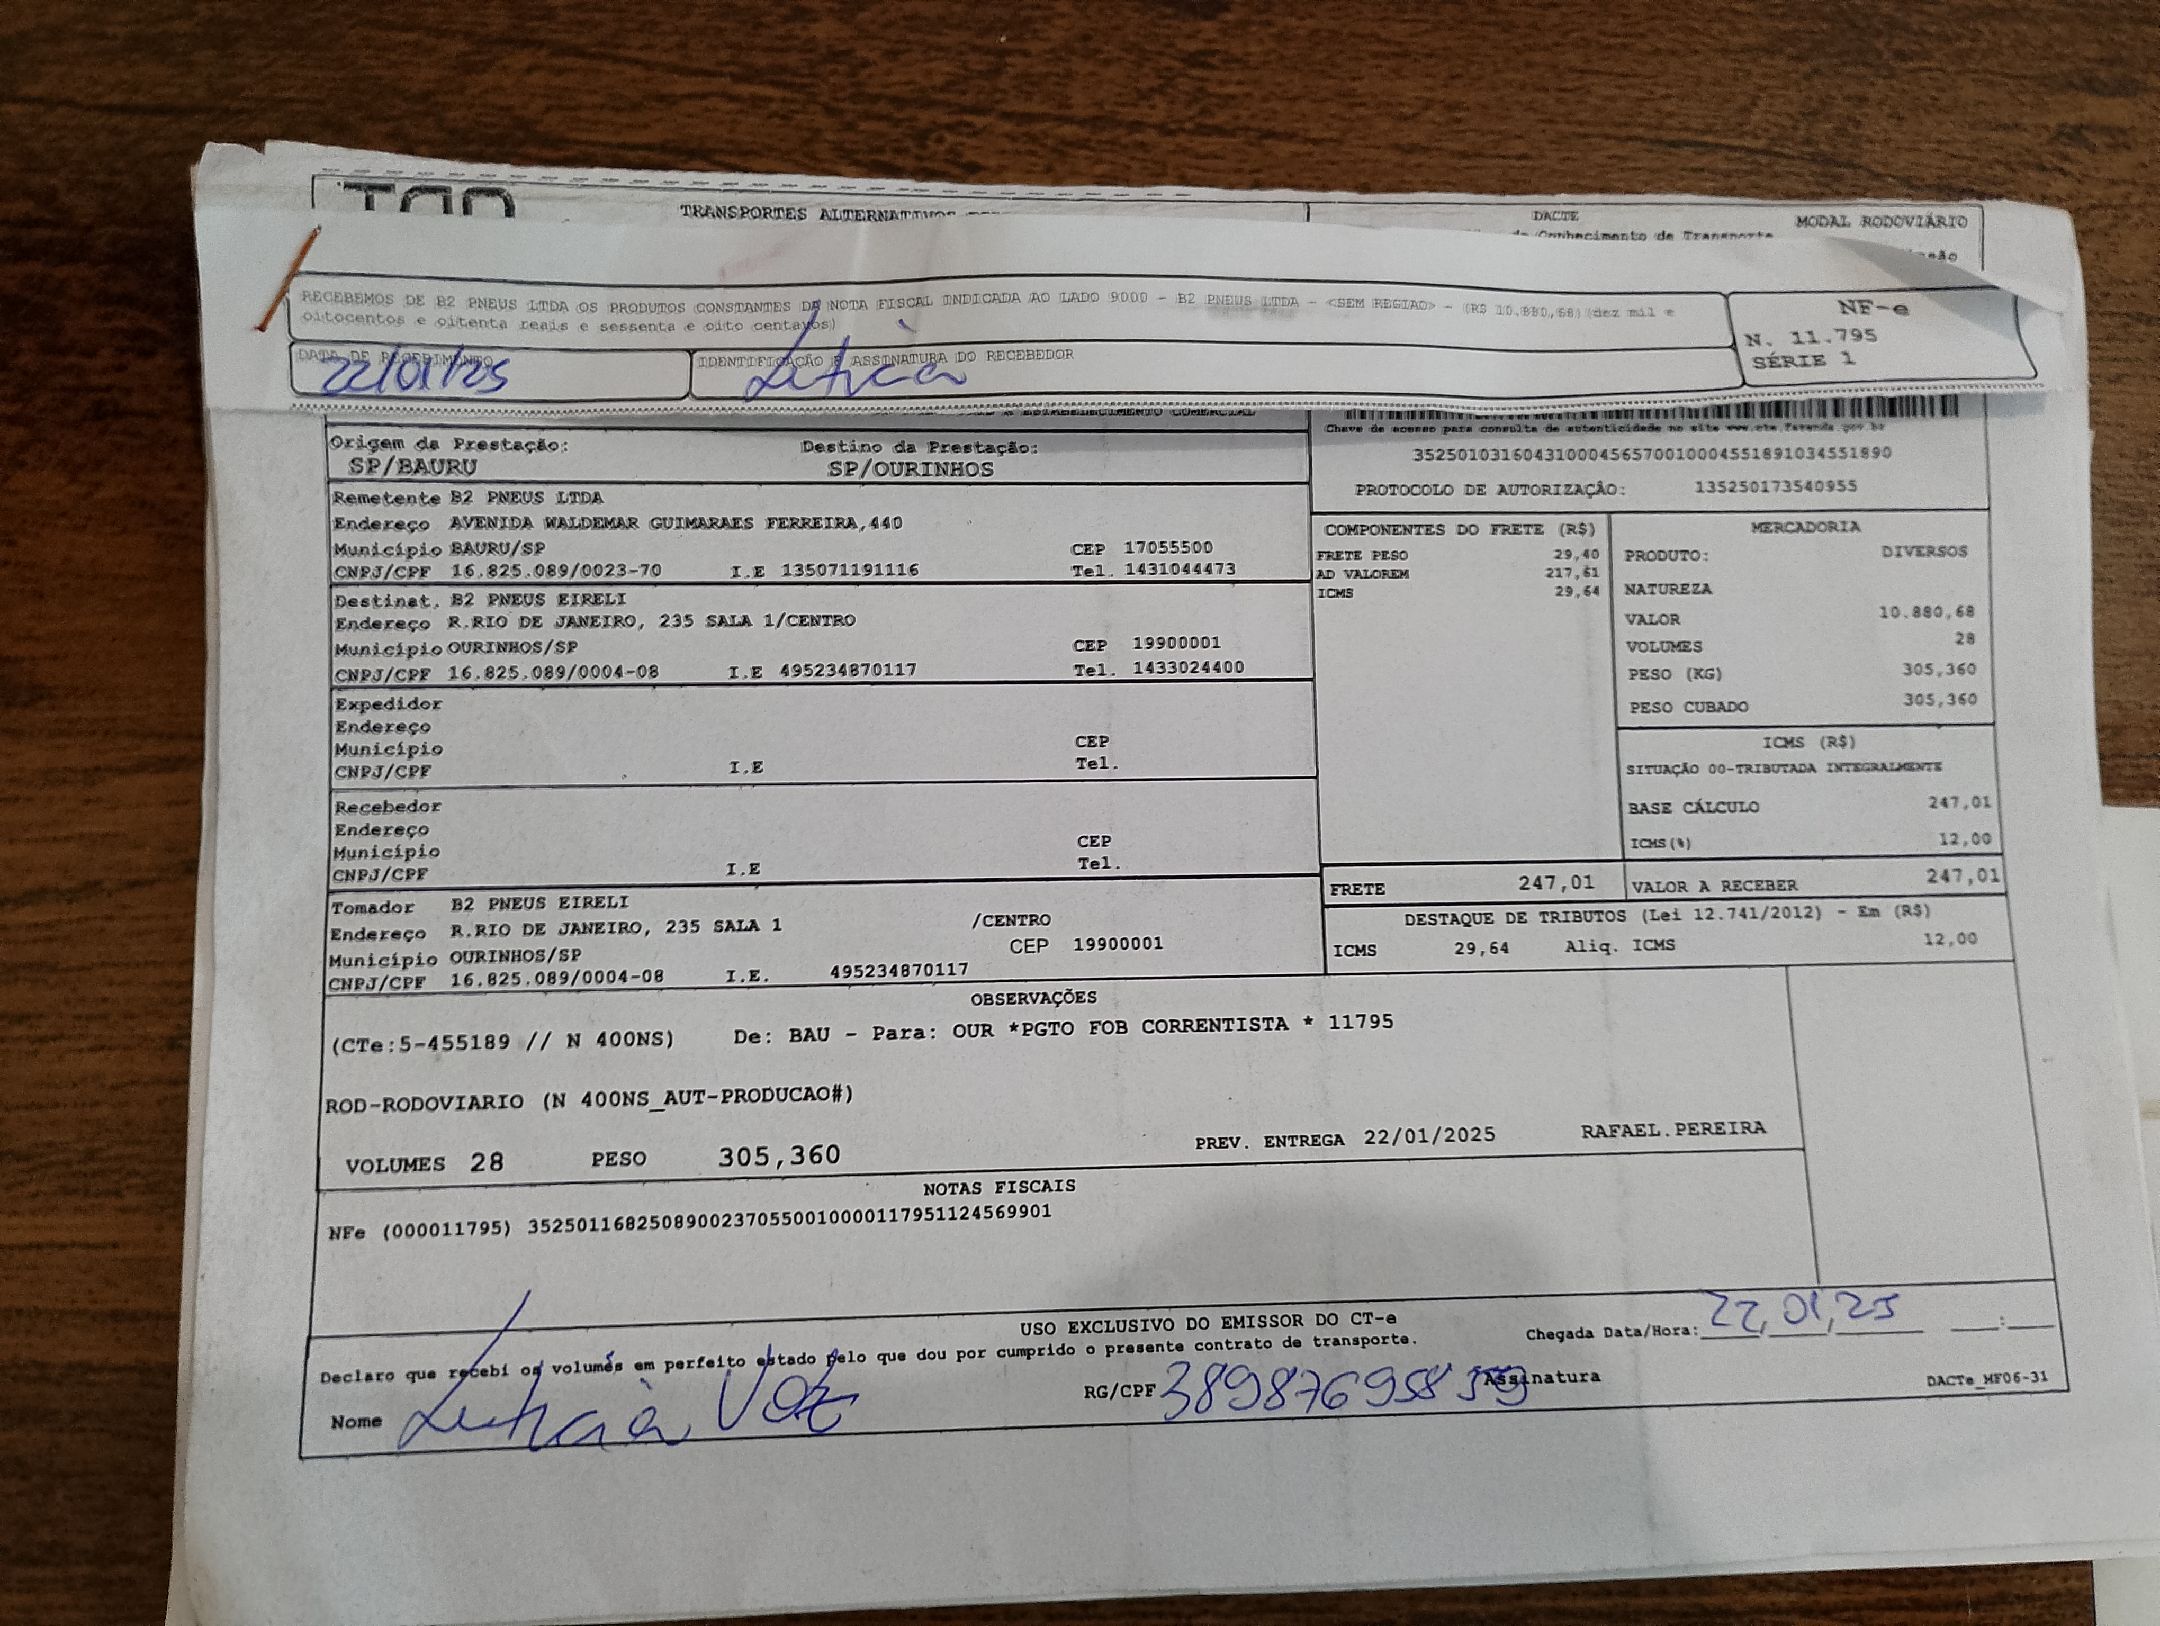 TRANSPORTES ALTERNATIVOS
DACTE
MODAL RODOVIÁRIO
Conhecimento de Transporte
RECEBEMOS DE B2 PNEUS LTDA OS PRODUTOS CONSTANTES DA NOTA FISCAL INDICADA AO LADO 9000 - B2 PNEUS LTDA - <SEM REGIAO> - (R$ 10.880,68)(dez mil e
oitocentos e oitenta reais e sessenta e oito centavos)
NF-e
N. 11.795
SÉRIE 1
DATA DE RECEBIMENTO
22/01/25
IDENTIFICAÇÃO E ASSINATURA DO RECEBEDOR
Letícia
ESTABELECIMENTO COMERCIAL
Chave de acesso para consulta de autenticidade no site www.cte.fazenda.gov.br
35250103160431000456570010004551891034551890
PROTOCOLO DE AUTORIZAÇÃO: 135250173540955
Origem da Prestação: Destino da Prestação:
SP/BAURU SP/OURINHOS
Remetente B2 PNEUS LTDA
Endereço AVENIDA WALDEMAR GUIMARAES FERREIRA,440
Município BAURU/SP CEP 17055500
CNPJ/CPF 16.825.089/0023-70 I.E 135071191116 Tel. 1431044473
Destinat. B2 PNEUS EIRELI
Endereço R.RIO DE JANEIRO, 235 SALA 1/CENTRO
Município OURINHOS/SP CEP 19900001
CNPJ/CPF 16.825.089/0004-08 I.E 495234870117 Tel. 1433024400
Expedidor
Endereço
Município CEP
CNPJ/CPF I.E Tel.
Recebedor
Endereço
Município CEP
CNPJ/CPF I.E Tel.
Tomador B2 PNEUS EIRELI
Endereço R.RIO DE JANEIRO, 235 SALA 1 /CENTRO
Município OURINHOS/SP CEP 19900001
CNPJ/CPF 16.825.089/0004-08 I.E. 495234870117
COMPONENTES DO FRETE (R$)
FRETE PESO 29,40
AD VALOREM 217,61
ICMS 29,64
MERCADORIA
PRODUTO: DIVERSOS
NATUREZA
VALOR 10.880,68
VOLUMES 28
PESO (KG) 305,360
PESO CUBADO 305,360
ICMS (R$)
SITUAÇÃO 00-TRIBUTADA INTEGRALMENTE
BASE CÁLCULO 247,01
ICMS(%) 12,00
FRETE 247,01 VALOR A RECEBER 247,01
DESTAQUE DE TRIBUTOS (Lei 12.741/2012) - Em (R$)
ICMS 29,64 Aliq. ICMS 12,00
OBSERVAÇÕES
(CTe:5-455189 // N 400NS) De: BAU - Para: OUR *PGTO FOB CORRENTISTA * 11795
ROD-RODOVIARIO (N 400NS_AUT-PRODUCAO#)
VOLUMES 28 PESO 305,360 PREV. ENTREGA 22/01/2025 RAFAEL.PEREIRA
NOTAS FISCAIS
NFe (000011795) 35250116825089002370550010000117951124569901
USO EXCLUSIVO DO EMISSOR DO CT-e
Declaro que recebi os volumes em perfeito estado pelo que dou por cumprido o presente contrato de transporte.
Chegada Data/Hora: 22,01,25 __:__
Nome Letícia RG/CPF Assinatura
DACTe_MF06-31